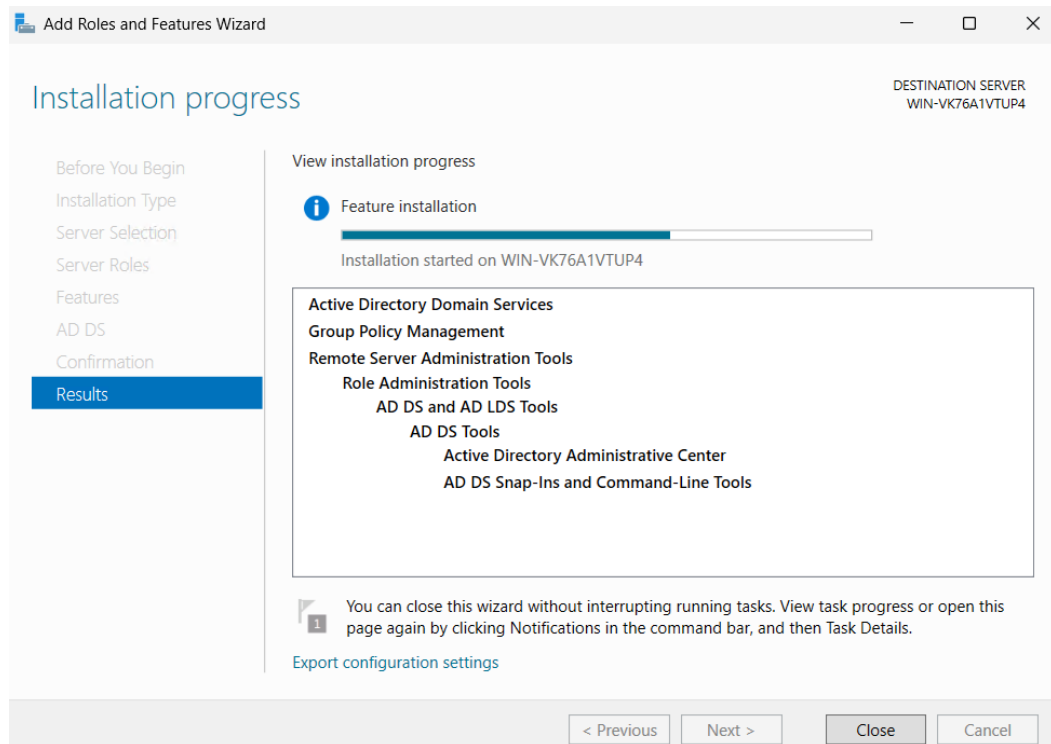 Add Roles and Features Wizard
Installation progress
DESTINATION SERVER
WIN-VK76A1VTUP4
Before You Begin
Installation Type
Server Selection
Server Roles
Features
AD DS
Confirmation
Results
View installation progress
Feature installation
Installation started on WIN-VK76A1VTUP4
Active Directory Domain Services
Group Policy Management
Remote Server Administration Tools
Role Administration Tools
AD DS and AD LDS Tools
AD DS Tools
Active Directory Administrative Center
AD DS Snap-Ins and Command-Line Tools
1
You can close this wizard without interrupting running tasks. View task progress or open this
page again by clicking Notifications in the command bar, and then Task Details.
Export configuration settings
< Previous
Next >
Close
Cancel